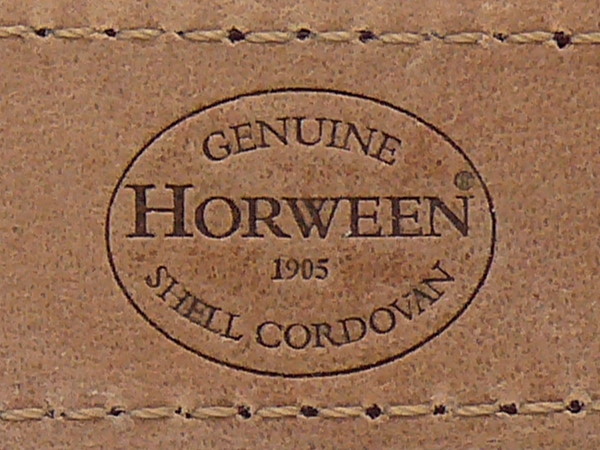 GENUINE
HORWEEN®
1905
SHELL CORDOVAN